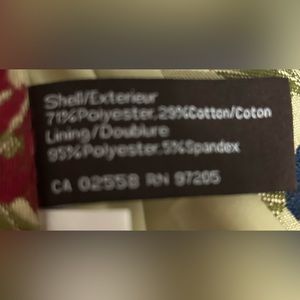 Shell/Exterieur
71%Polyester.29%Cotton/Coton
Lining/Doublure
95%Polyester.5%Spandex
CA 02558 RN 97205